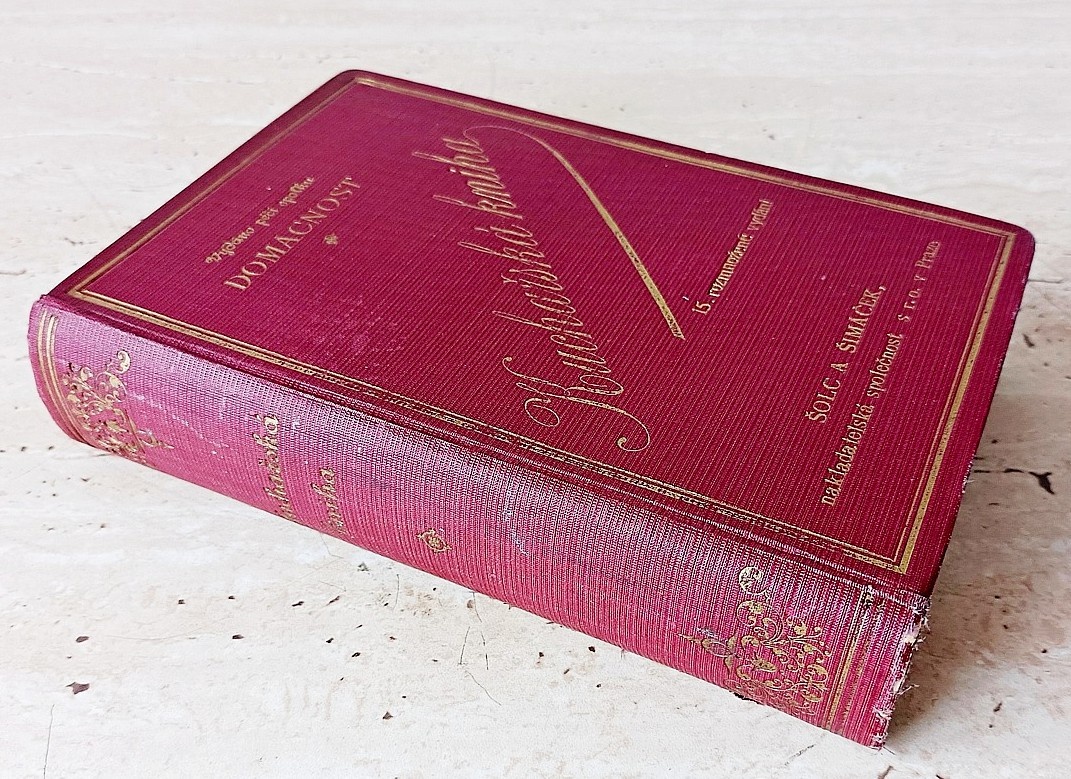 Vydáno péčí spolku
DOMÁCNOST
Kuchařská kniha
15. rozmnožené vydání
ŠOLC A ŠIMÁČEK,
nakladatelská společnost s r. o. v Praze
Kuchařská
kniha